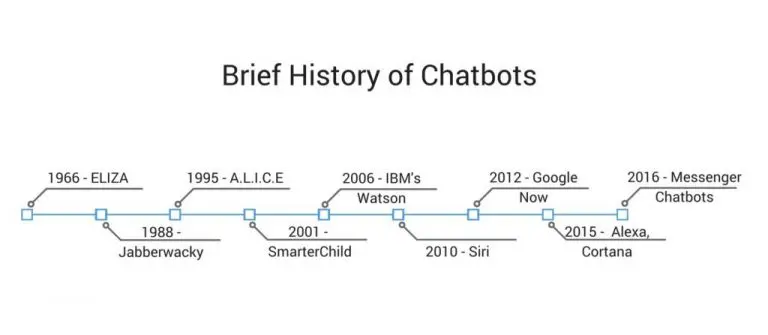 Brief History of Chatbots
1966 - ELIZA
1988 -
Jabberwacky
1995 - A.L.I.C.E
2001 -
SmarterChild
2006 - IBM's
Watson
2010 - Siri
2012 - Google
Now
2015 - Alexa,
Cortana
2016 - Messenger
Chatbots